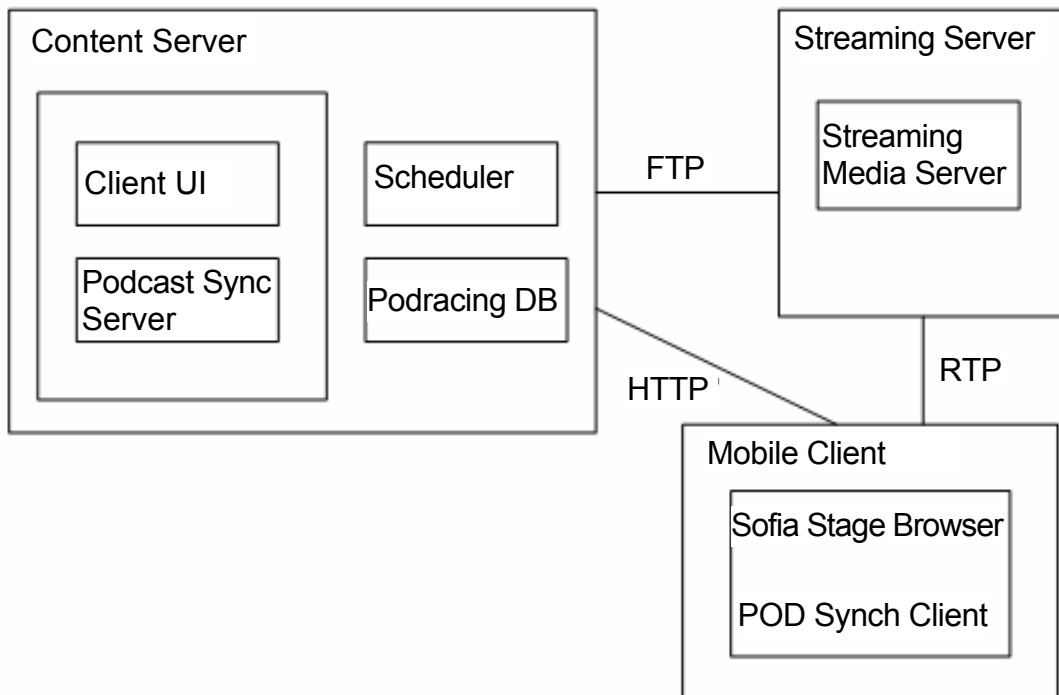 Content Server
Client UI
Podcast Sync
Server
Scheduler
Podracing DB
FTP
HTTP
Streaming Server
Streaming
Media Server
RTP
Mobile Client
Sofia Stage Browser
POD Synch Client